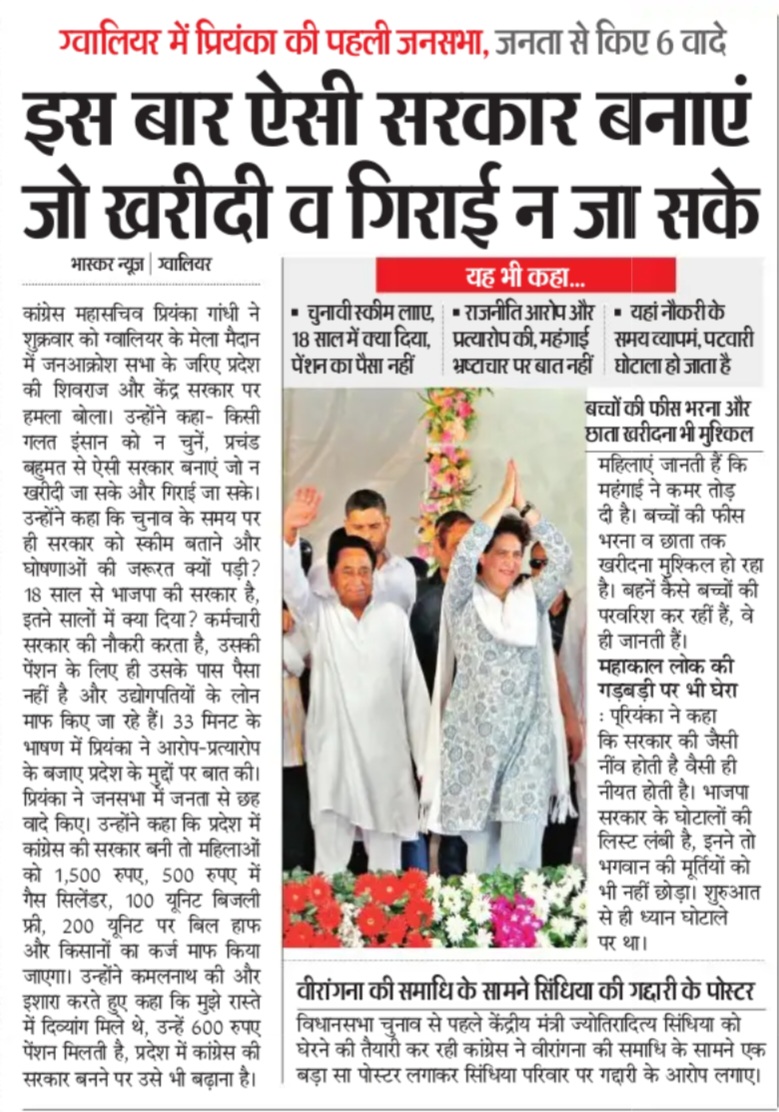 ग्वालियर में प्रियंका की पहली जनसभा, जनता से किए 6 वादे
इस बार ऐसी सरकार बनाएं
जो खरीदी व गिराई न जा सके
भास्कर न्यूज | ग्वालियर
कांग्रेस महासचिव प्रियंका गांधी ने
शुक्रवार को ग्वालियर के मेला मैदान
में जनआक्रोश सभा के जरिए प्रदेश
की शिवराज और केंद्र सरकार पर
हमला बोला। उन्होंने कहा- किसी
गलत इंसान को न चुनें, प्रचंड
बहुमत से ऐसी सरकार बनाएं जो न
खरीदी जा सके और गिराई जा सके।
उन्होंने कहा कि चुनाव के समय पर
ही सरकार को स्कीम बताने और
घोषणाओं की जरूरत क्यों पड़ी?
18 साल से भाजपा की सरकार है,
इतने सालों में क्या दिया? कर्मचारी
सरकार की नौकरी करता है, उसकी
पेंशन के लिए ही उसके पास पैसा
नहीं है और उद्योगपतियों के लोन
माफ किए जा रहे हैं। 33 मिनट के
भाषण में प्रियंका ने आरोप-प्रत्यारोप
के बजाए प्रदेश के मुद्दों पर बात की।
प्रियंका ने जनसभा में जनता से छह
वादे किए। उन्होंने कहा कि प्रदेश में
कांग्रेस की सरकार बनी तो महिलाओं
को 1,500 रुपए, 500 रुपए में
गैस सिलेंडर, 100 यूनिट बिजली
फ्री, 200 यूनिट पर बिल हाफ
और किसानों का कर्ज माफ किया
जाएगा। उन्होंने कमलनाथ की और
इशारा करते हुए कहा कि मुझे रास्ते
में दिव्यांग मिले थे, उन्हें 600 रुपए
पेंशन मिलती है, प्रदेश में कांग्रेस की
सरकार बनने पर उसे भी बढ़ाना है।
यह भी कहा...
▪ चुनावी स्कीम लाए,
18 साल में क्या दिया,
पेंशन का पैसा नहीं
▪ राजनीति आरोप और
प्रत्यारोप की, महंगाई
भ्रष्टाचार पर बात नहीं
▪ यहां नौकरी के
समय व्यापमं, पटवारी
घोटाला हो जाता है
बच्चों की फीस भरना और
छाता खरीदना भी मुश्किल
महिलाएं जानती हैं कि
महंगाई ने कमर तोड़
दी है। बच्चों की फीस
भरना व छाता तक
खरीदना मुश्किल हो रहा
है। बहनें कैसे बच्चों की
परवरिश कर रहीं हैं, वे
ही जानती हैं।
महाकाल लोक की
गड़बड़ी पर भी घेरा
: प्रियंका ने कहा
कि सरकार की जैसी
नींव होती है वैसी ही
नीयत होती है। भाजपा
सरकार के घोटालों की
लिस्ट लंबी है, इनने तो
भगवान की मूर्तियों को
भी नहीं छोड़ा। शुरुआत
से ही ध्यान घोटाले
पर था।
वीरांगना की समाधि के सामने सिंधिया की गद्दारी के पोस्टर
विधानसभा चुनाव से पहले केंद्रीय मंत्री ज्योतिरादित्य सिंधिया को
घेरने की तैयारी कर रही कांग्रेस ने वीरांगना की समाधि के सामने एक
बड़ा सा पोस्टर लगाकर सिंधिया परिवार पर गद्दारी के आरोप लगाए।